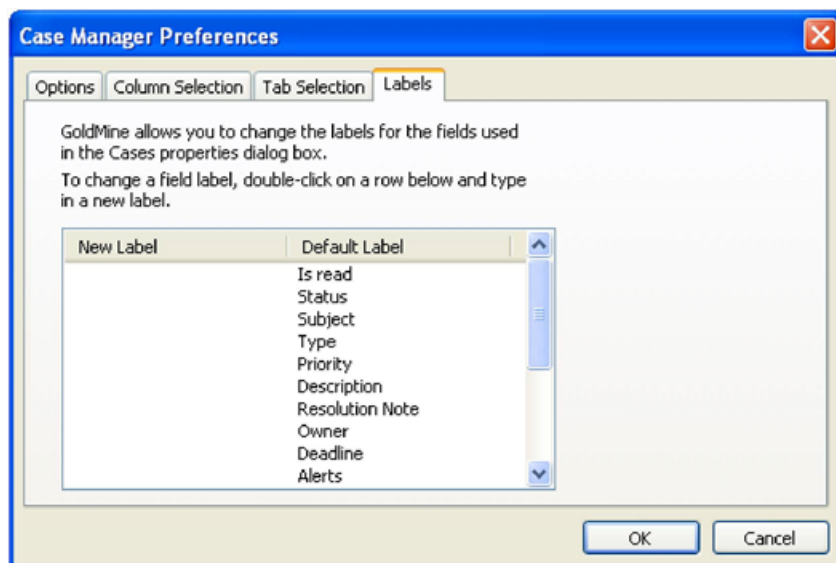 Case Manager Preferences
Options Column Selection Tab Selection Labels
GoldMine allows you to change the labels for the fields used
in the Cases properties dialog box.
To change a field label, double-click on a row below and type
in a new label.
New Label Default Label
Is read
Status
Subject
Type
Priority
Description
Resolution Note
Owner
Deadline
Alerts
OK Cancel